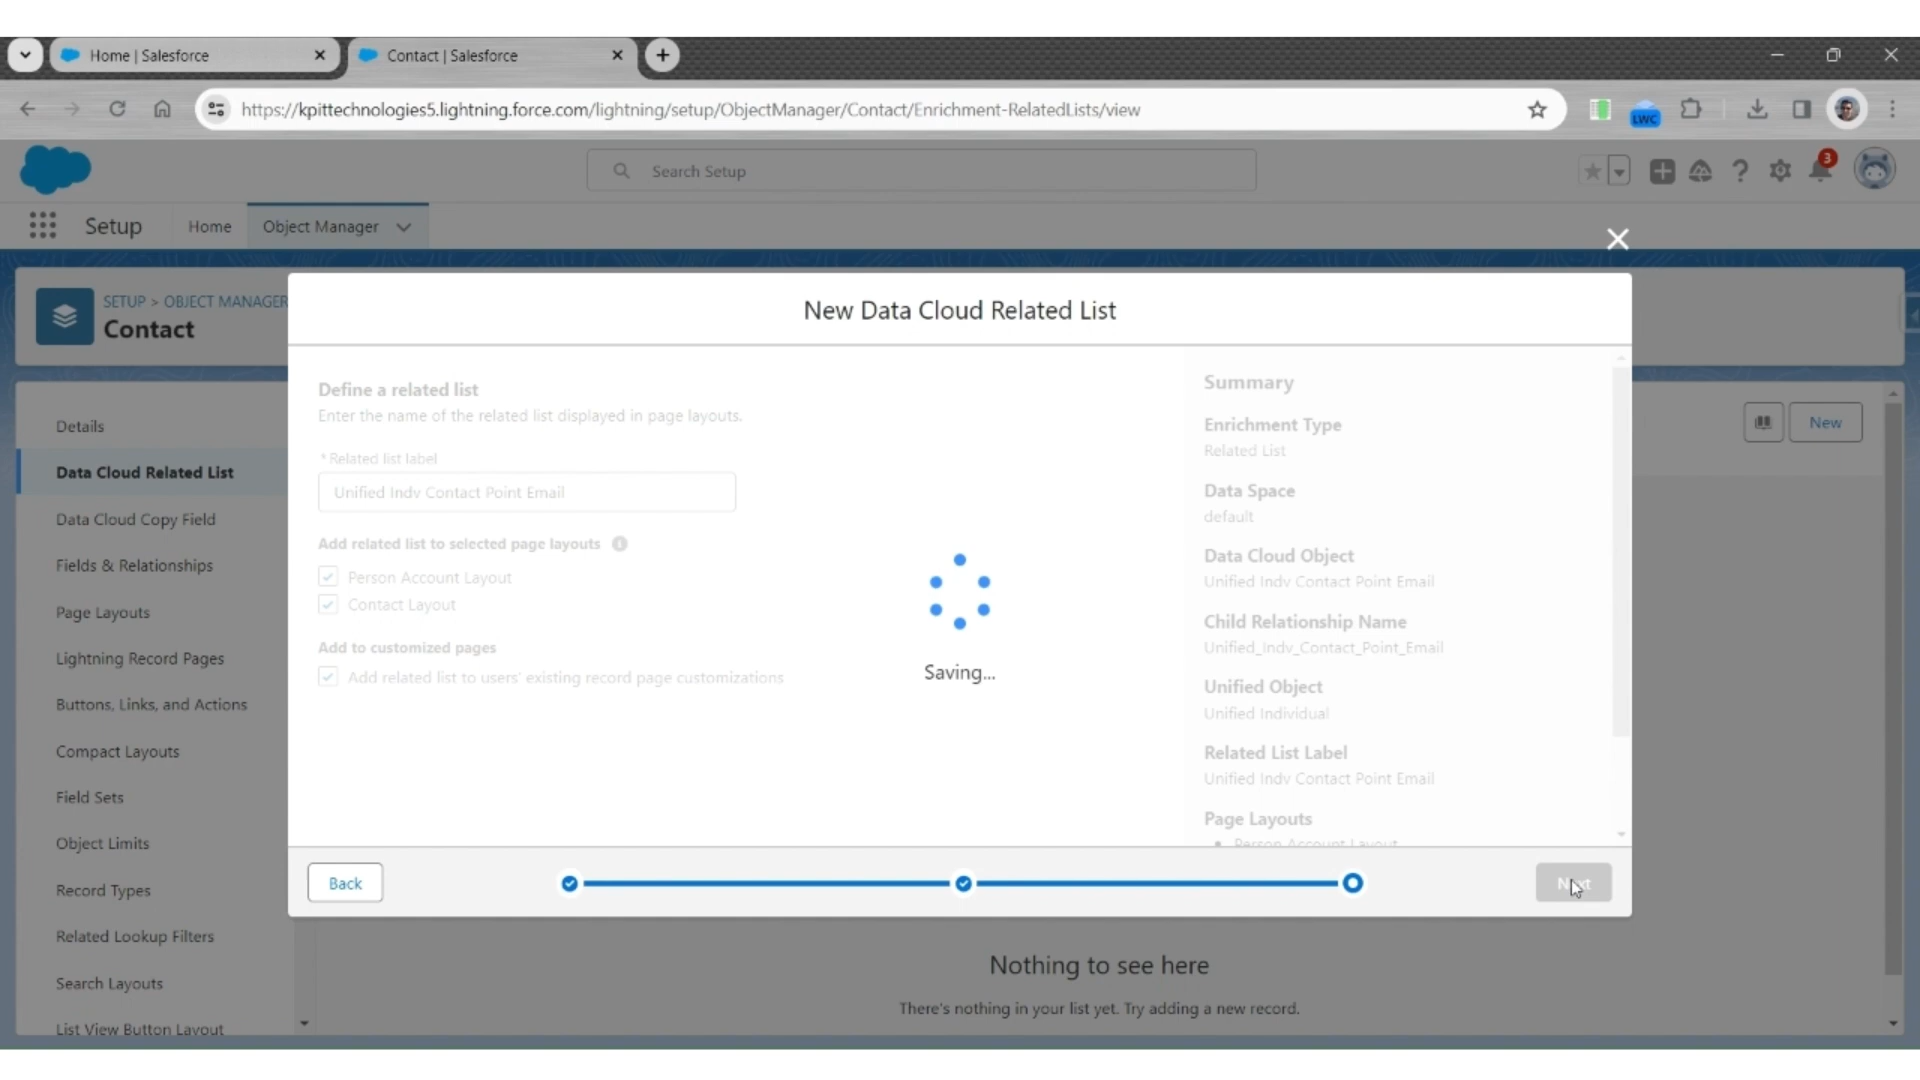 Home | Salesforce
Contact | Salesforce
https://kpittechnologies5.lightning.force.com/lightning/setup/ObjectManager/Contact/Enrichment-RelatedLists/view
LWC
Search Setup
3
Setup
Home
Object Manager
SETUP > OBJECT MANAGER
Contact
New Data Cloud Related List
Details
Data Cloud Related List
Data Cloud Copy Field
Fields & Relationships
Page Layouts
Lightning Record Pages
Buttons, Links, and Actions
Compact Layouts
Field Sets
Object Limits
Record Types
Related Lookup Filters
Search Layouts
List View Button Layout
Define a related list
Enter the name of the related list displayed in page layouts.
* Related list label
Unified Indv Contact Point Email
Add related list to selected page layouts
Person Account Layout
Contact Layout
Add to customized pages
Add related list to users' existing record page customizations
Saving...
Summary
Enrichment Type
Related List
Data Space
default
Data Cloud Object
Unified Indv Contact Point Email
Child Relationship Name
Unified_Indv_Contact_Point_Email
Unified Object
Unified Individual
Related List Label
Unified Indv Contact Point Email
Page Layouts
Person Account Layout
New
Back
Next
Nothing to see here
There's nothing in your list yet. Try adding a new record.